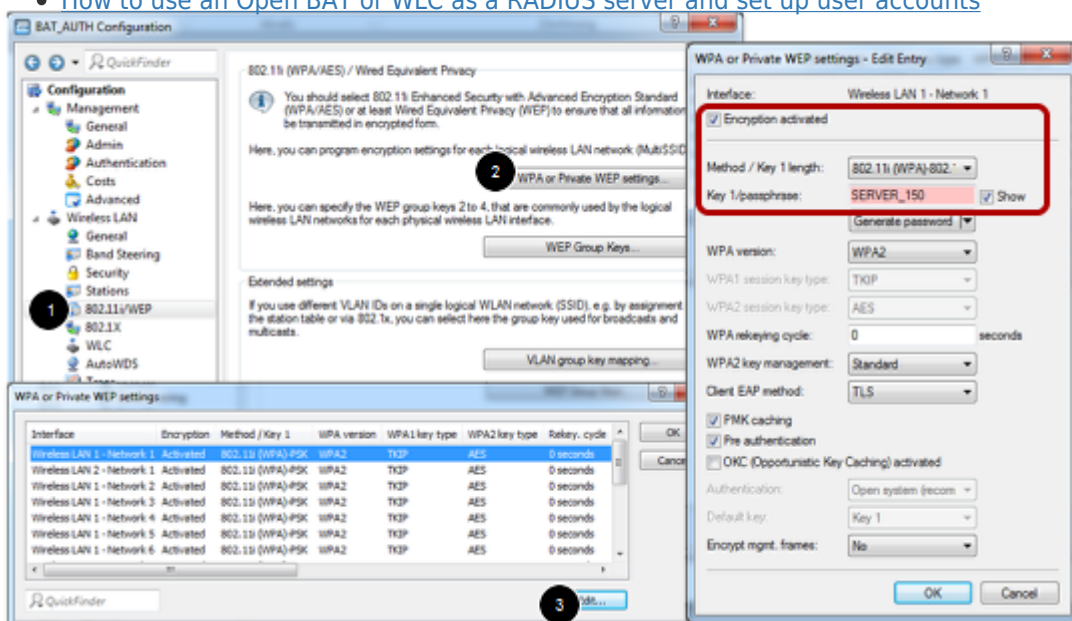 How to use an Open BAT or WLC as a RADIUS server and set up user accounts
BAT_AUTH Configuration
QuickFinder
Configuration
Management
General
Admin
Authentication
Costs
Advanced
Wireless LAN
General
Band Steering
Security
Stations
1
802.11i/WEP
802.1X
WLC
AutoWDS
802.11i (WPA/AES) / Wired Equivalent Privacy
You should select 802.11i Enhanced Security with Advanced Encryption Standard
(WPA/AES) or at least Wired Equivalent Privacy (WEP) to ensure that all information
be transmitted in encrypted form.
Here, you can program encryption settings for each logical wireless LAN network (MultiSSID
2
WPA or Private WEP settings...
Here, you can specify the WEP group keys 2 to 4, that are commonly used by the logical
wireless LAN networks for each physical wireless LAN interface.
WEP Group Keys...
Extended settings
If you use different VLAN IDs on a single logical WLAN network (SSID), e.g. by assignment
the station table or via 802.1x, you can select here the group key used for broadcasts and
multicasts.
VLAN group key mapping...
WPA or Private WEP settings
Interface Encryption Method / Key 1 WPA version WPA1 key type WPA2 key type Rekey. cycle
Wireless LAN 1 - Network 1 Activated 802.11i (WPA)-PSK WPA2 TKIP AES 0 seconds
Wireless LAN 2 - Network 1 Activated 802.11i (WPA)-PSK WPA2 TKIP AES 0 seconds
Wireless LAN 1 - Network 2 Activated 802.11i (WPA)-PSK WPA2 TKIP AES 0 seconds
Wireless LAN 1 - Network 3 Activated 802.11i (WPA)-PSK WPA2 TKIP AES 0 seconds
Wireless LAN 1 - Network 4 Activated 802.11i (WPA)-PSK WPA2 TKIP AES 0 seconds
Wireless LAN 1 - Network 5 Activated 802.11i (WPA)-PSK WPA2 TKIP AES 0 seconds
Wireless LAN 1 - Network 6 Activated 802.11i (WPA)-PSK WPA2 TKIP AES 0 seconds
OK
Cance
QuickFinder
3
WPA or Private WEP settings - Edit Entry
Interface: Wireless LAN 1 - Network 1
Encryption activated
Method / Key 1 length: 802.11i (WPA)-802.1
Key 1/passphrase: SERVER_150 Show
Generate password
WPA version: WPA2
WPA1 session key type: TKIP
WPA2 session key type: AES
WPA rekeying cycle: 0 seconds
WPA2 key management: Standard
Client EAP method: TLS
PMK caching
Pre authentication
OKC (Opportunistic Key Caching) activated
Authentication: Open system (recom
Default key: Key 1
Encrypt mgmt. frames: No
OK Cancel